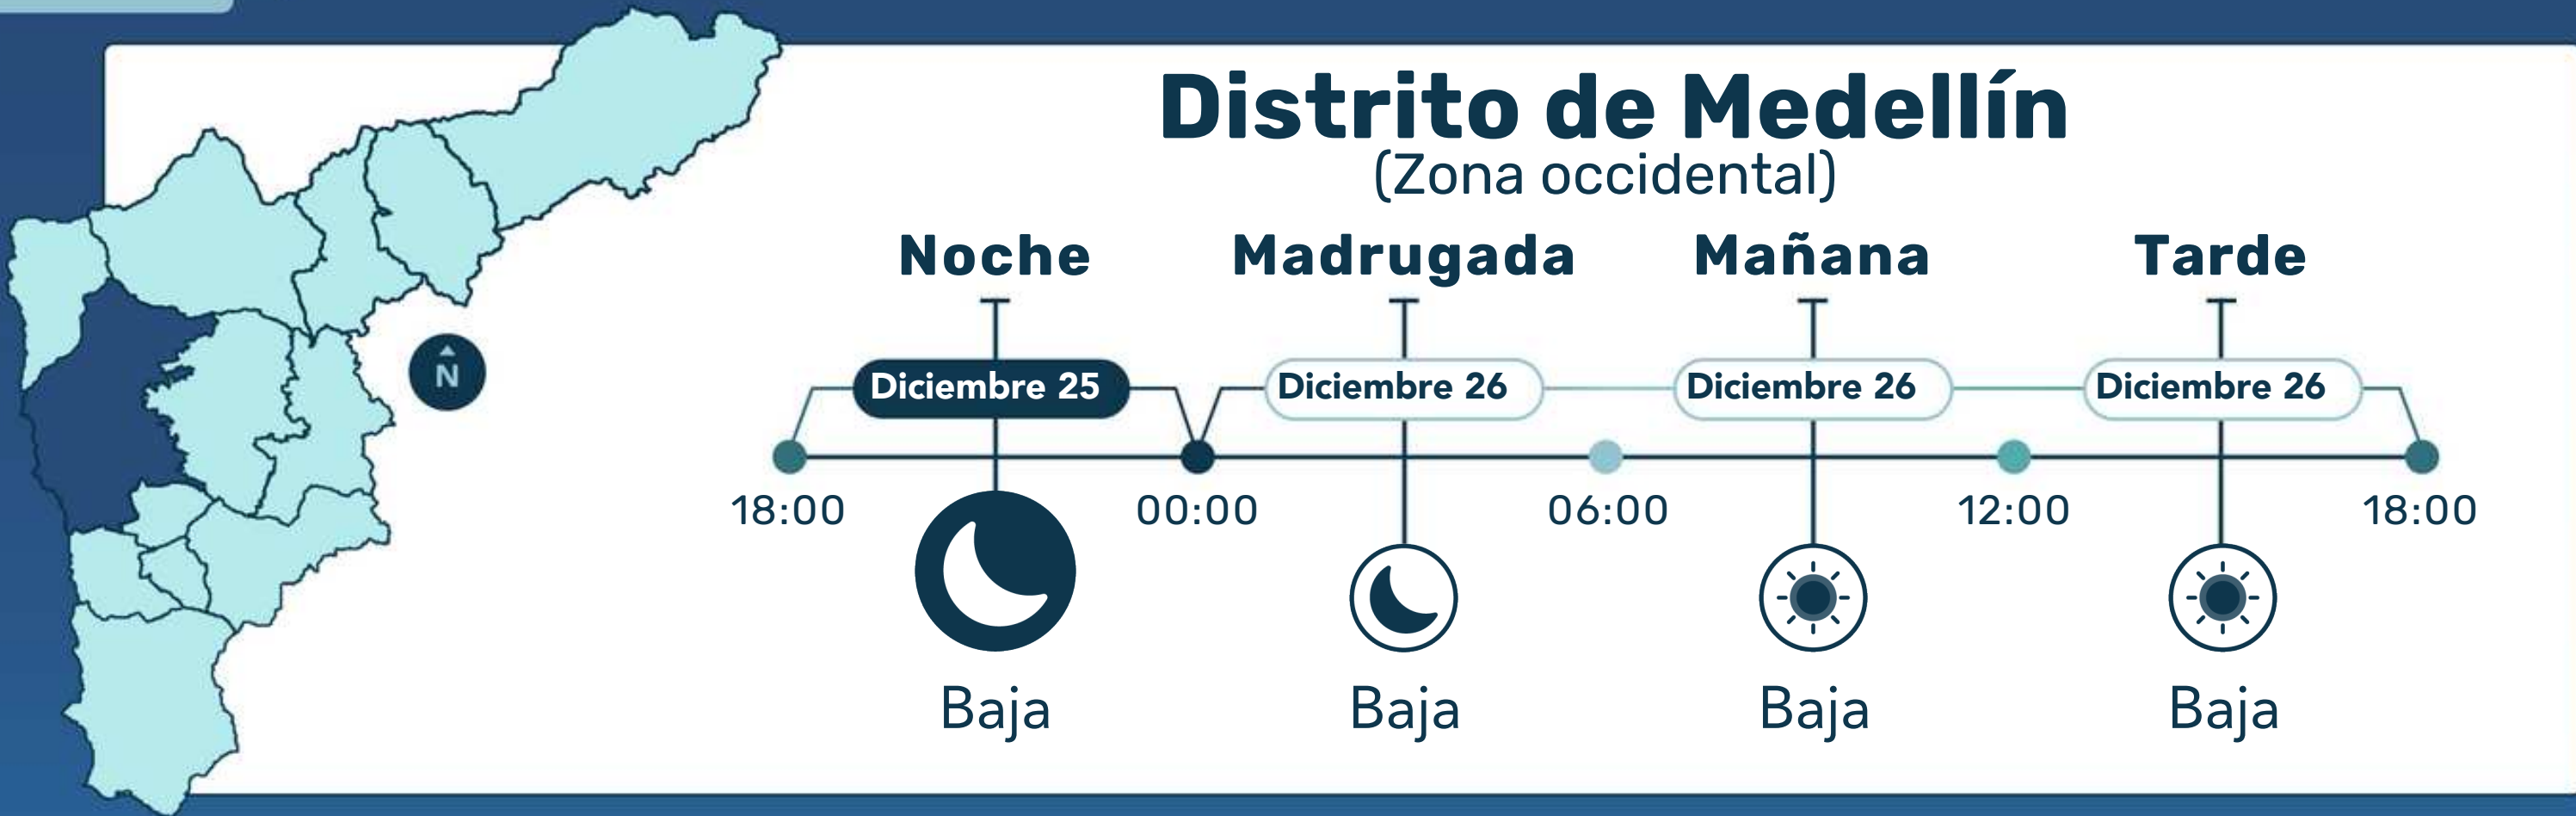 Distrito de Medellín
(Zona occidental)
Noche Madrugada Mañana Tarde
Diciembre 25 Diciembre 26 Diciembre 26 Diciembre 26
N
18:00 00:00 06:00 12:00 18:00
Baja Baja Baja Baja